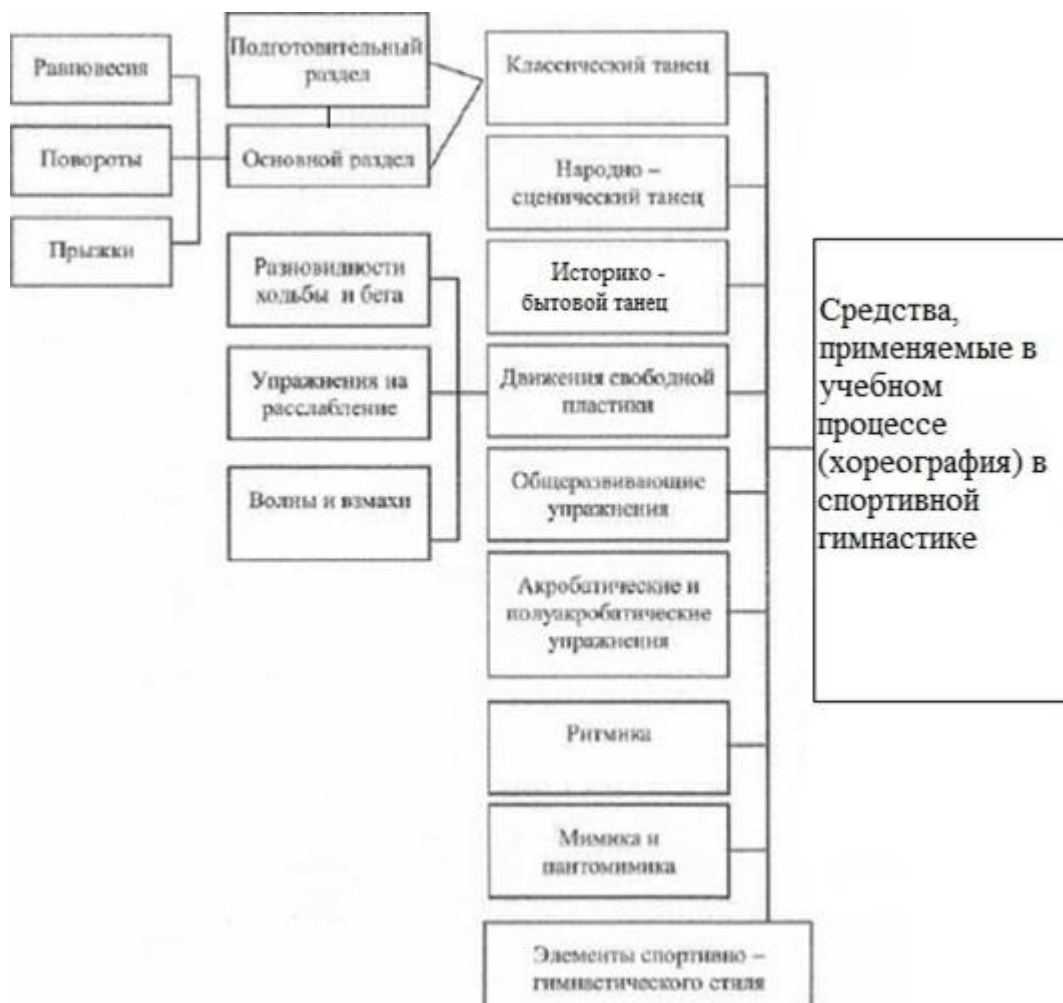 Равновесия
Повороты
Прыжки
Подготовительный
раздел
Основной раздел
Разновидности
ходьбы и бега
Упражнения на
расслабление
Волны и взмахи
Классический танец
Народно –
сценический танец
Историко -
бытовой танец
Движения свободной
пластики
Общеразвивающие
упражнения
Акробатические и
полуакробатические
упражнения
Ритмика
Мимика и
пантомимика
Элементы спортивно –
гимнастического стиля
Средства,
применяемые в
учебном
процессе
(хореография) в
спортивной
гимнастике